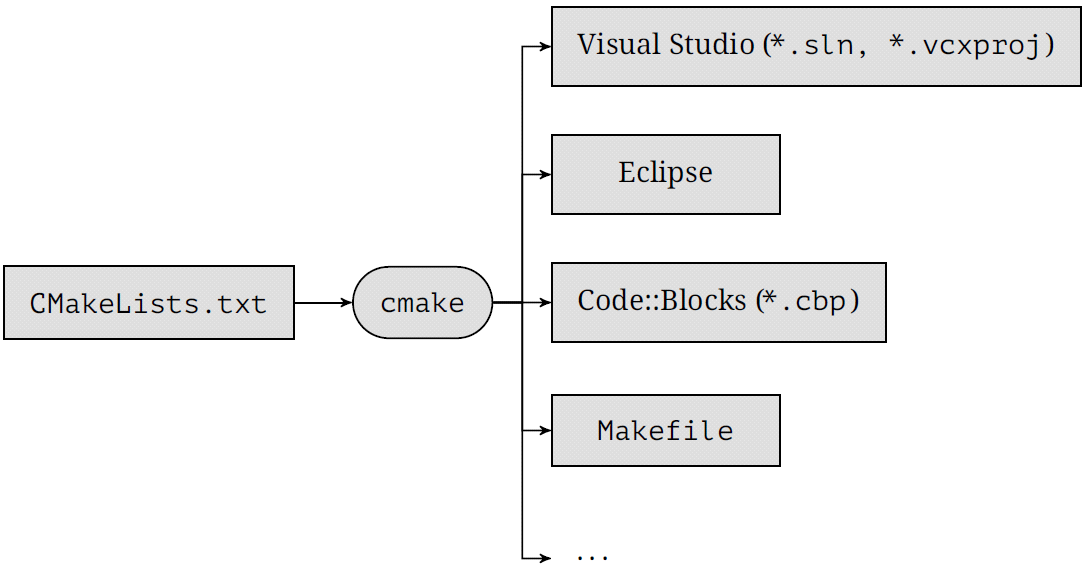 Visual Studio (*.sln, *.vcxproj)
Eclipse
CMakeLists.txt
cmake
Code::Blocks (*.cbp)
Makefile
...